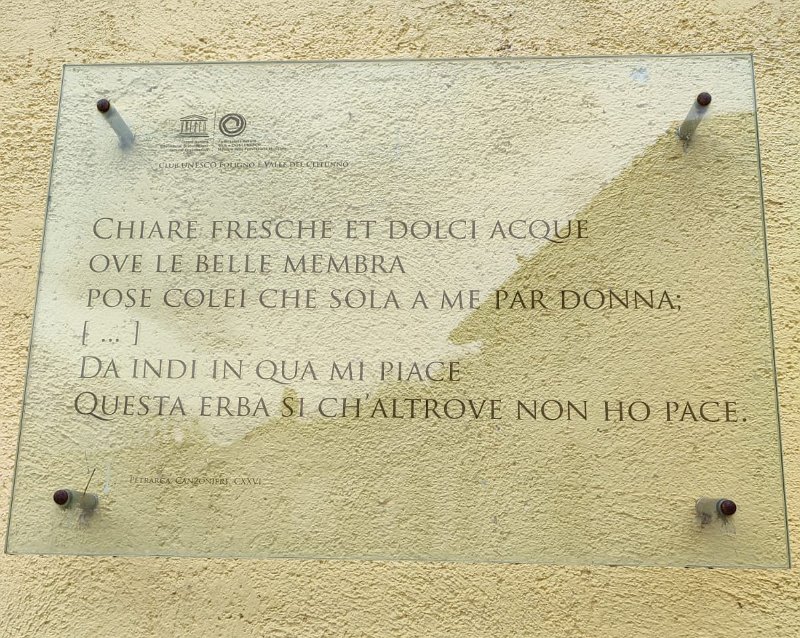 CLUB UNESCO FOLIGNO E VALLE DEL CLITUNNO
CHIARE FRESCHE ET DOLCI ACQUE
OVE LE BELLE MEMBRA
POSE COLEI CHE SOLA A ME PAR DONNA;
[ ... ]
DA INDI IN QUA MI PIACE
QUESTA ERBA SI CH'ALTROVE NON HO PACE.
PETRARCA, CANZONIERE, CXXVI